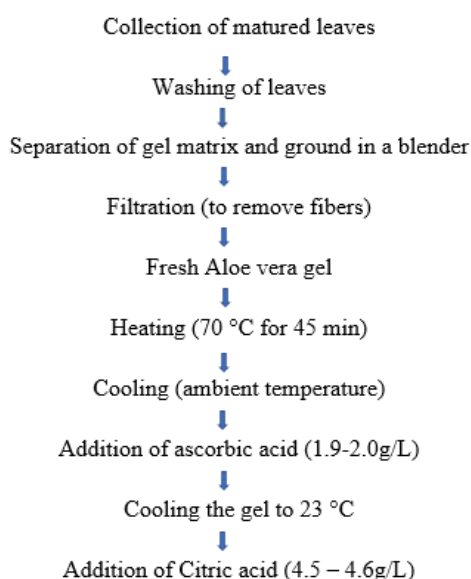 Collection of matured leaves
Washing of leaves
Separation of gel matrix and ground in a blender
Filtration (to remove fibers)
Fresh Aloe vera gel
Heating (70 °C for 45 min)
Cooling (ambient temperature)
Addition of ascorbic acid (1.9-2.0g/L)
Cooling the gel to 23 °C
Addition of Citric acid (4.5 – 4.6g/L)